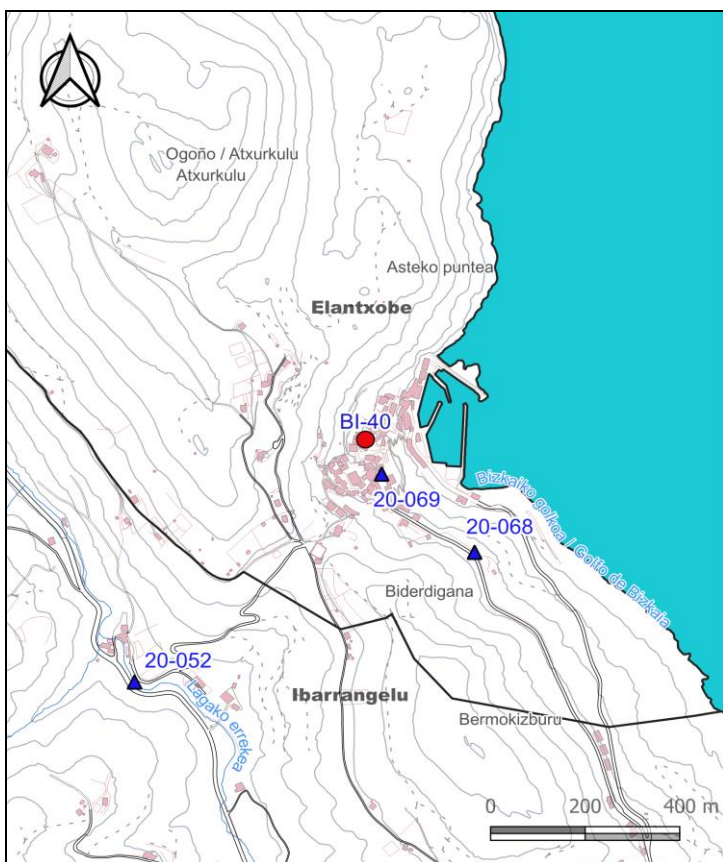 Ogoño / Atxurkulu
Atxurkulu
Asteko puntea
Elantxobe
BI-40
20-069
20-068
Bizkaiko golkoa / Golfo de Bizkaia
Biderdigana
20-052
Lagako errekea
Ibarrangelu
Bermokizburu
0 200 400 m